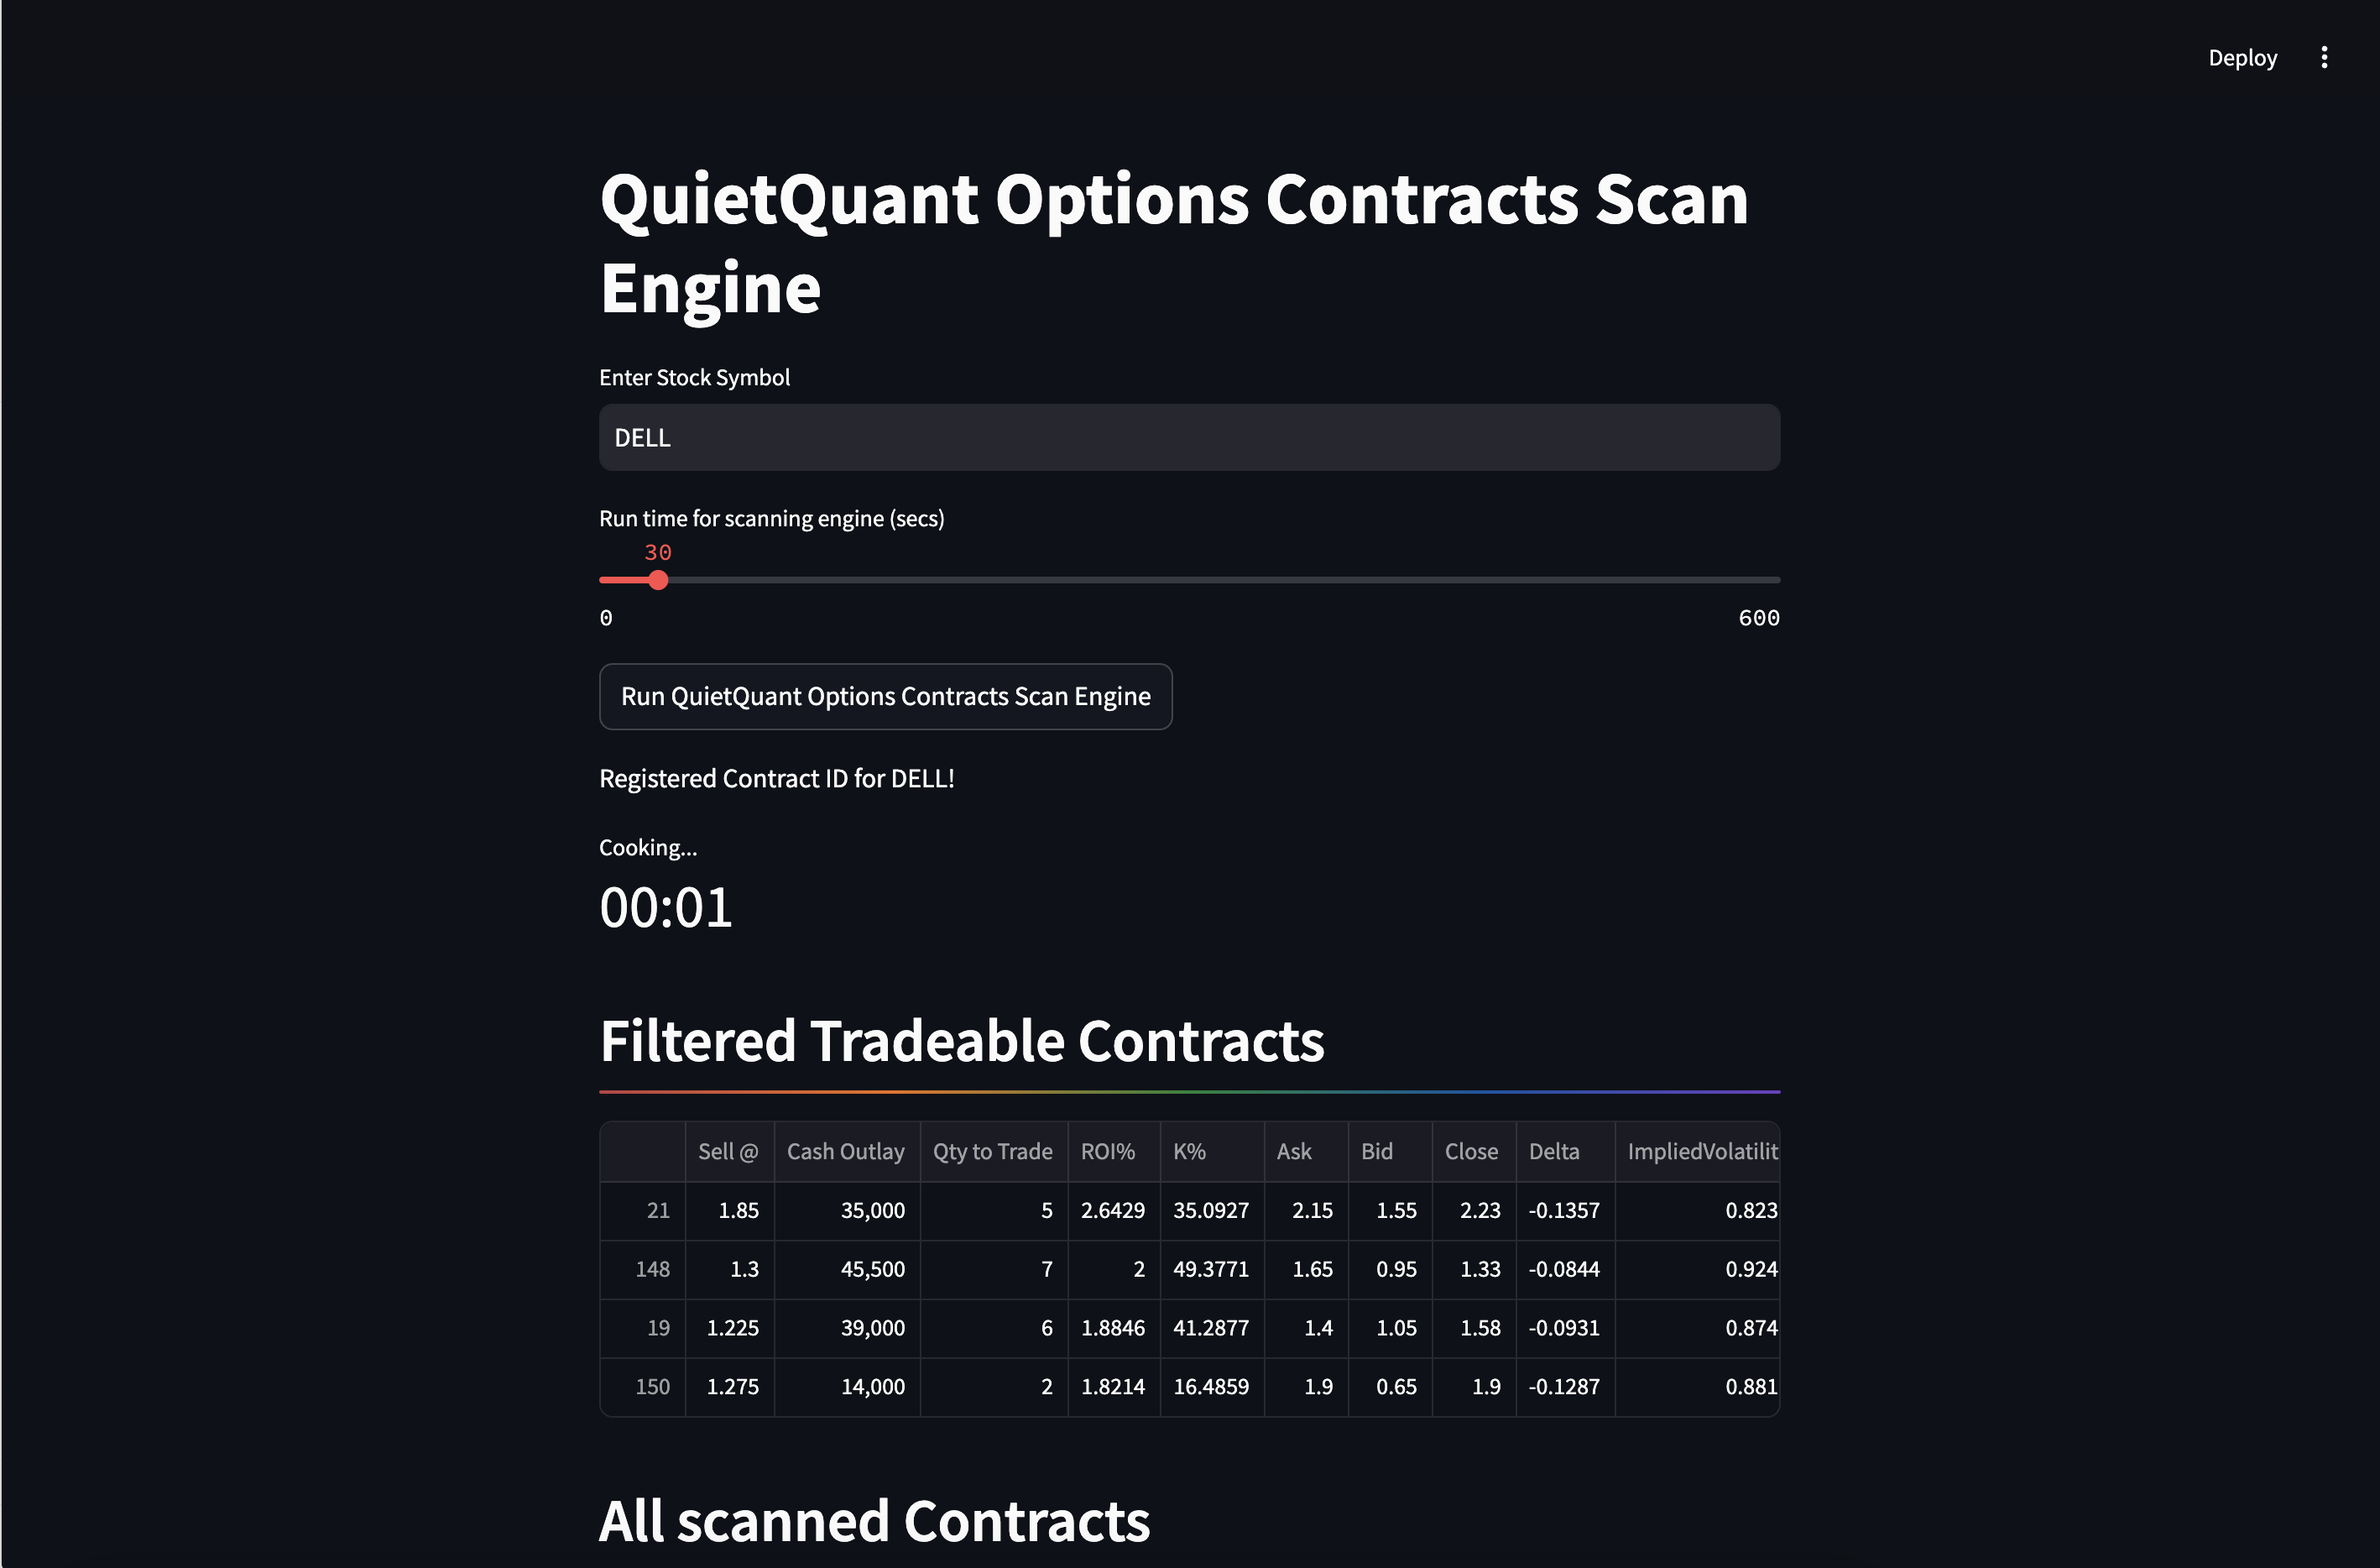 Deploy
QuietQuant Options Contracts Scan
Engine
Enter Stock Symbol
DELL
Run time for scanning engine (secs)
30
0 600
Run QuietQuant Options Contracts Scan Engine
Registered Contract ID for DELL!
Cooking...
00:01
Filtered Tradeable Contracts
Sell @ Cash Outlay Qty to Trade ROI% K% Ask Bid Close Delta ImpliedVolatilit
21 1.85 35,000 5 2.6429 35.0927 2.15 1.55 2.23 -0.1357 0.823
148 1.3 45,500 7 2 49.3771 1.65 0.95 1.33 -0.0844 0.924
19 1.225 39,000 6 1.8846 41.2877 1.4 1.05 1.58 -0.0931 0.874
150 1.275 14,000 2 1.8214 16.4859 1.9 0.65 1.9 -0.1287 0.881
All scanned Contracts